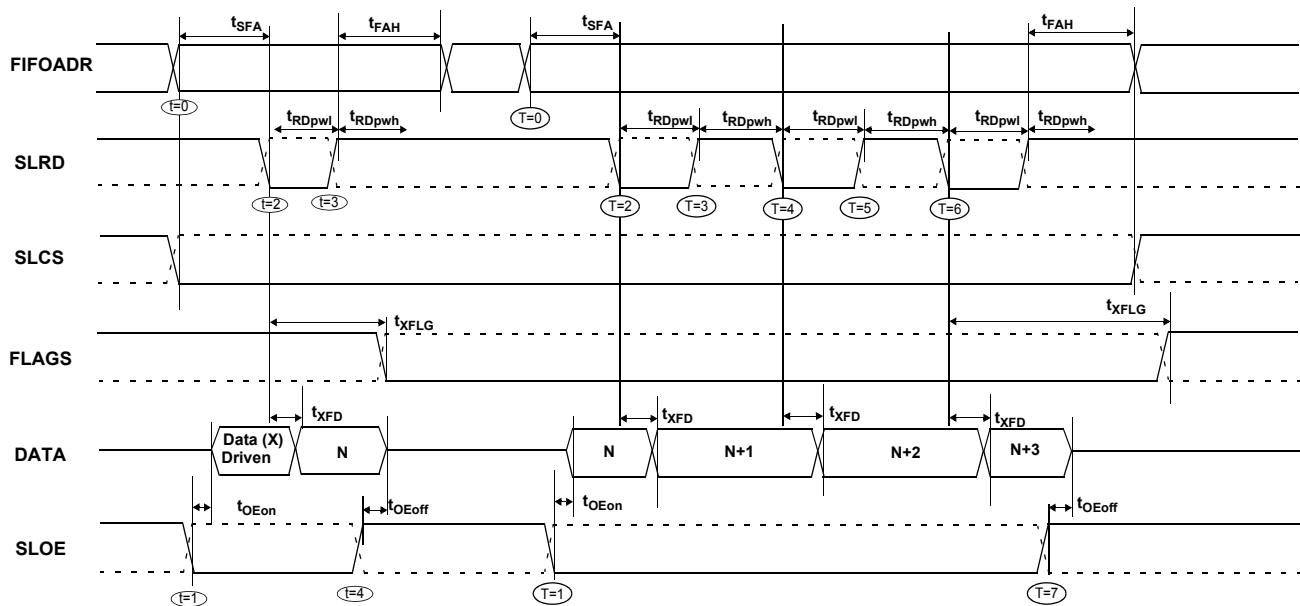 tSFA tFAH tSFA tFAH
FIFOADR
t=0 T=0
tRDpwl tRDpwh tRDpwl tRDpwh tRDpwl tRDpwh tRDpwl tRDpwh
SLRD
t=2 t=3 T=2 T=3 T=4 T=5 T=6
SLCS
tXFLG tXFLG
FLAGS
tXFD tXFD tXFD tXFD
DATA
Data (X)
Driven
N N N+1 N+2 N+3
tOEon tOEoff tOEon tOEoff
SLOE
t=1 t=4 T=1 T=7